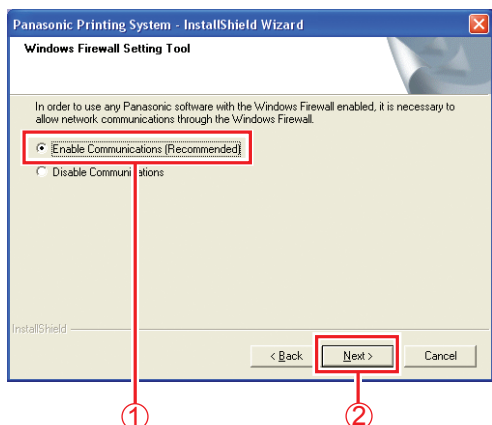 Panasonic Printing System - InstallShield Wizard
Windows Firewall Setting Tool
In order to use any Panasonic software with the Windows Firewall enabled, it is necessary to
allow network communications through the Windows Firewall.
Enable Communications (Recommended)
Disable Communications
InstallShield
< Back Next > Cancel
① ②